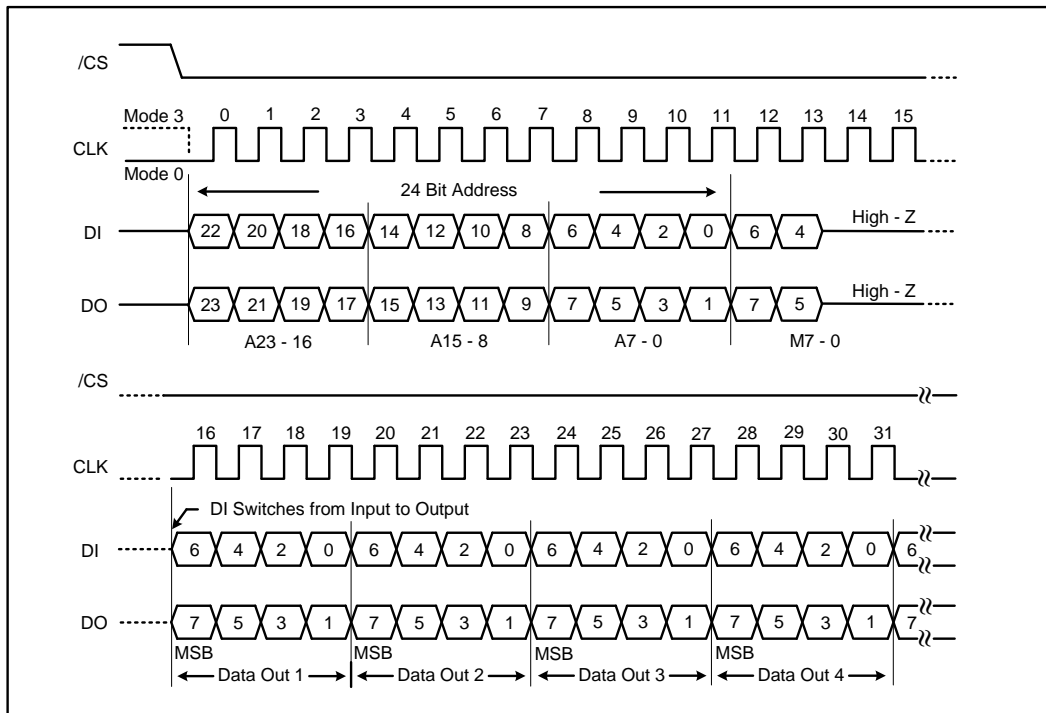 /CS
Mode 3 0 1 2 3 4 5 6 7 8 9 10 11 12 13 14 15
CLK
Mode 0
24 Bit Address
DI 22 20 18 16 14 12 10 8 6 4 2 0 6 4 High - Z
DO 23 21 19 17 15 13 11 9 7 5 3 1 7 5 High - Z
A23 - 16 A15 - 8 A7 - 0 M7 - 0
/CS
16 17 18 19 20 21 22 23 24 25 26 27 28 29 30 31
CLK
DI Switches from Input to Output
DI 6 4 2 0 6 4 2 0 6 4 2 0 6 4 2 0 6
DO 7 5 3 1 7 5 3 1 7 5 3 1 7 5 3 1 7
MSB MSB MSB MSB
Data Out 1 Data Out 2 Data Out 3 Data Out 4